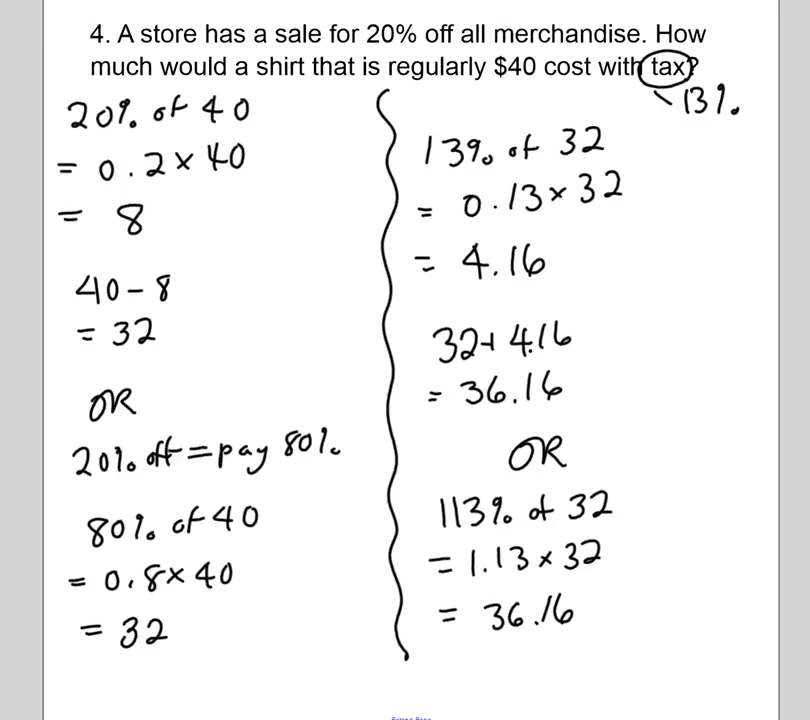 4. A store has a sale for 20% off all merchandise. How
much would a shirt that is regularly $40 cost with tax?
13%
20% of 40
= 0.2 × 40
= 8
40 - 8
= 32
OR
20% off = pay 80%
80% of 40
= 0.8 × 40
= 32
13% of 32
= 0.13 × 32
= 4.16
32 + 4.16
= 36.16
OR
113% of 32
= 1.13 × 32
= 36.16